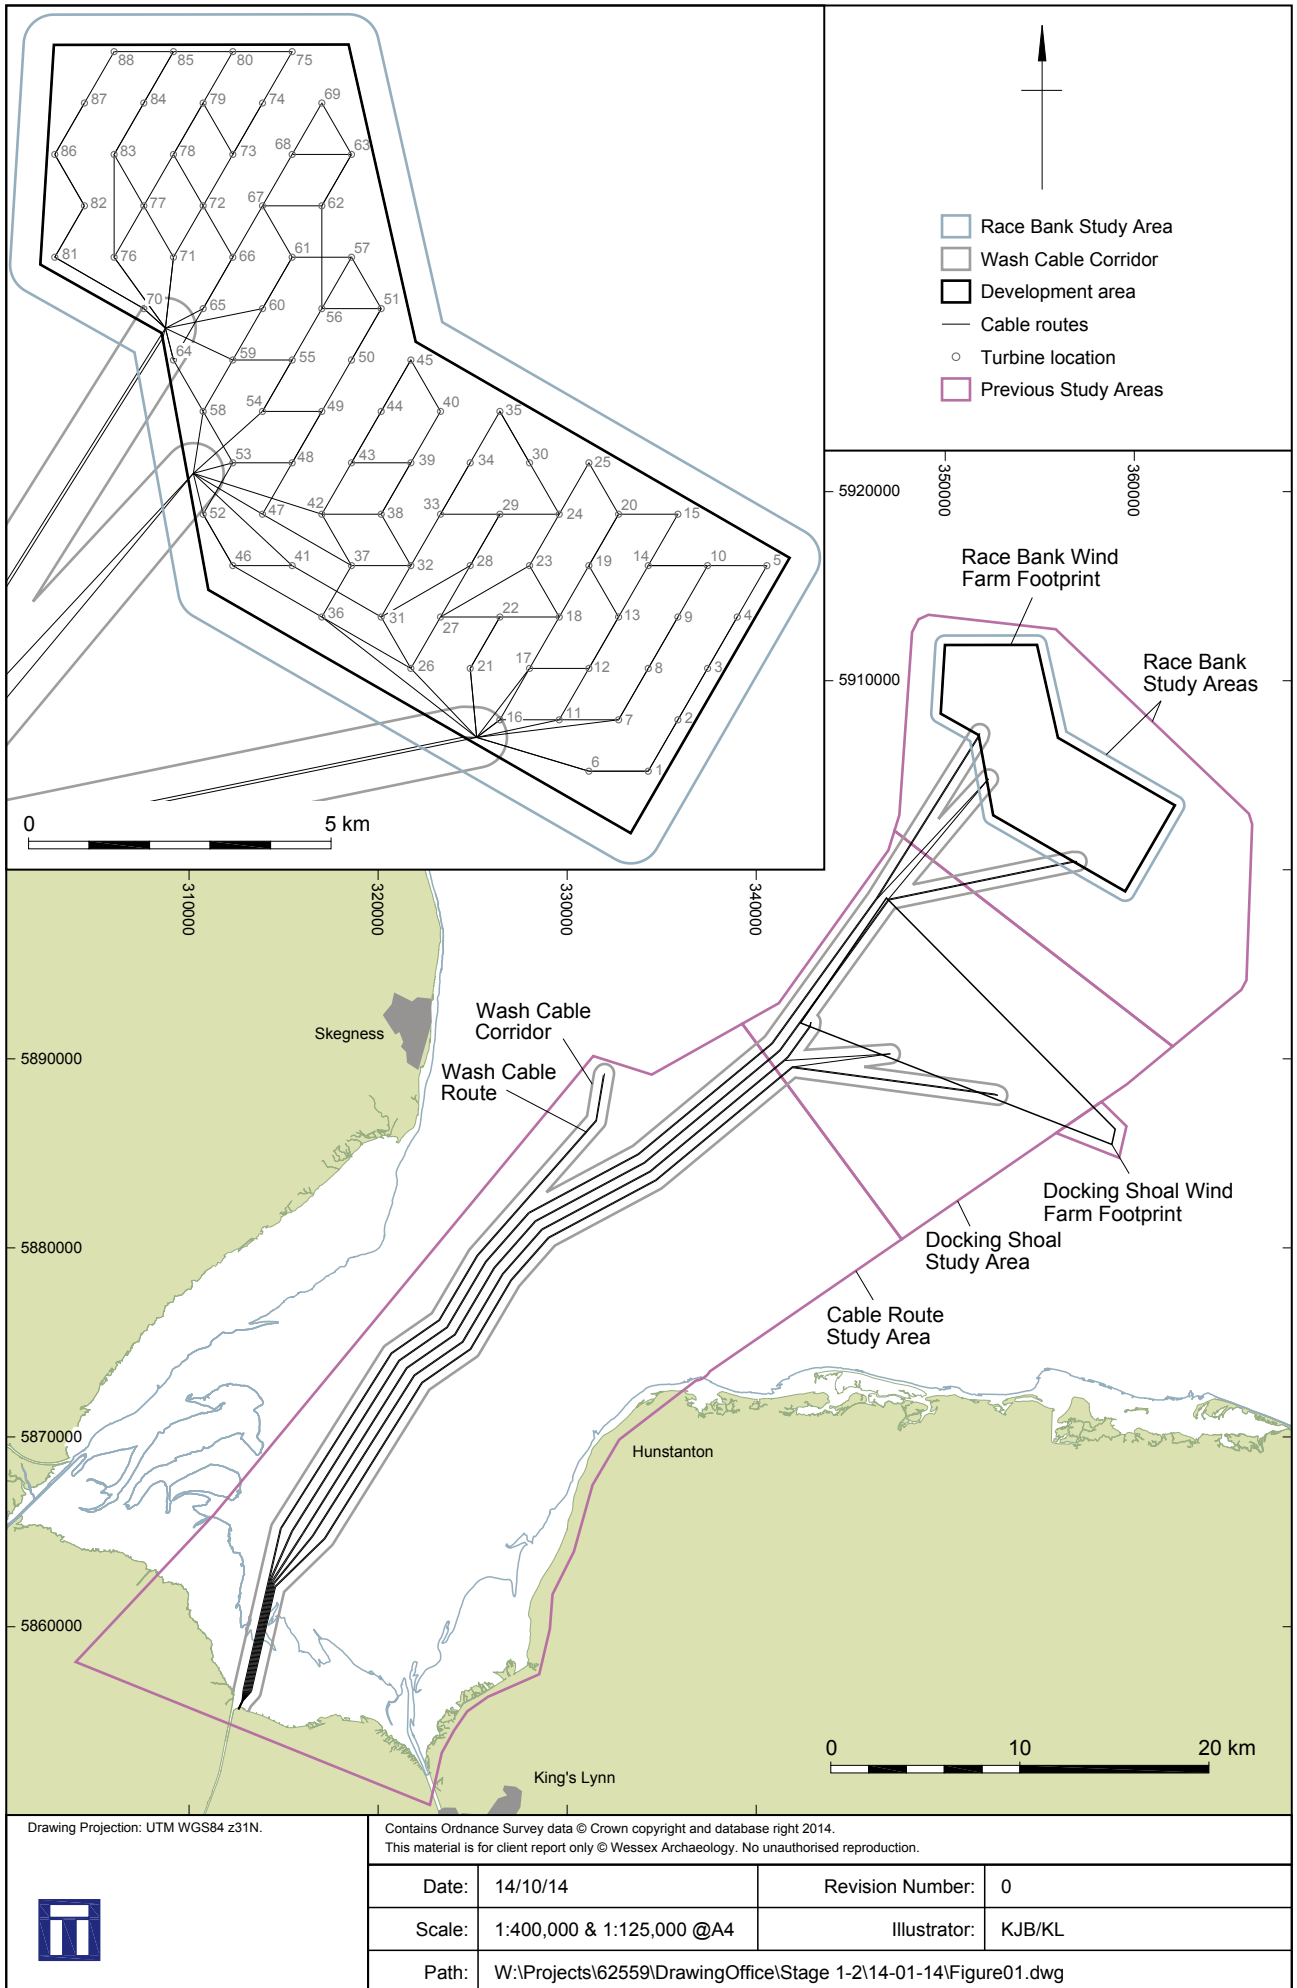 88 85 80 75
87 84 79 74 69
86 83 78 73 68 63
82 77 72 67 62
81 76 71 66 61 57
70 65 60 56 51
64 59 55 50 45
58 54 49 44 40 35
53 48 43 39 34 30 25
52 47 42 38 33 29 24 20 15
46 41 37 32 28 23 19 14 10 5
36 31 27 22 18 13 9 4
26 21 17 12 8 3
16 11 7 2
6 1
0 5 km
Race Bank Study Area
Wash Cable Corridor
Development area
Cable routes
Turbine location
Previous Study Areas
350000
360000
5920000
Race Bank Wind
Farm Footprint
5910000
Race Bank
Study Areas
310000
320000
330000
340000
Skegness
Wash Cable
Corridor
5890000
Wash Cable
Route
Docking Shoal Wind
Farm Footprint
Docking Shoal
Study Area
5880000
Cable Route
Study Area
5870000
Hunstanton
5860000
0 10 20 km
King's Lynn
Drawing Projection: UTM WGS84 z31N.
Contains Ordnance Survey data © Crown copyright and database right 2014.
This material is for client report only © Wessex Archaeology. No unauthorised reproduction.
Date: 14/10/14 Revision Number: 0
Scale: 1:400,000 & 1:125,000 @A4 Illustrator: KJB/KL
Path: W:\Projects\62559\DrawingOffice\Stage 1-2\14-01-14\Figure01.dwg